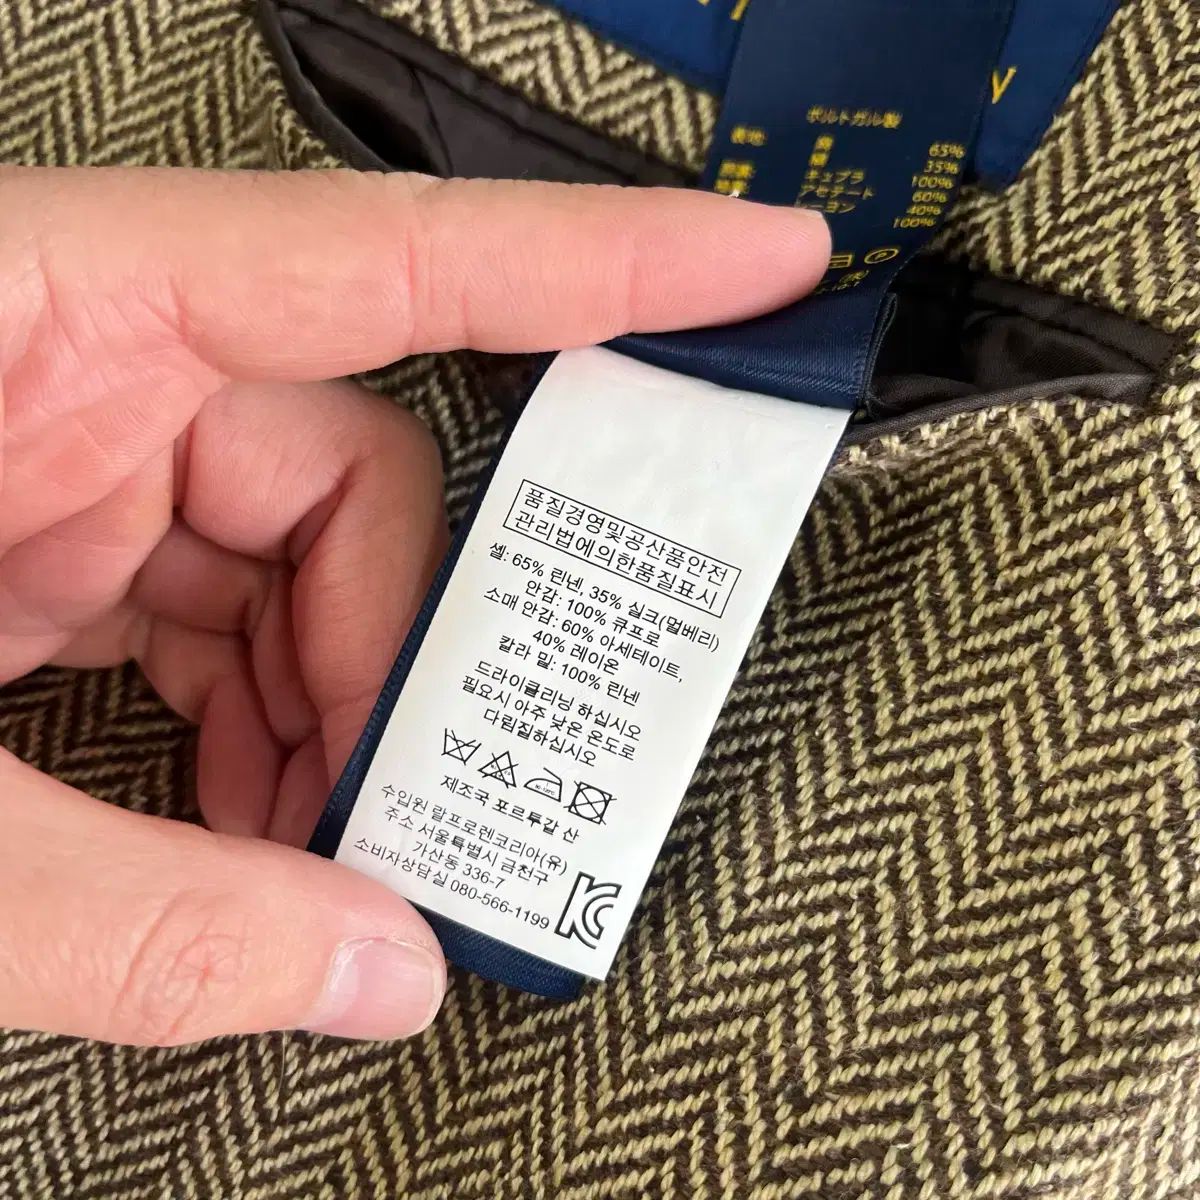 ポルトガル製
表地:
65%
35%
キュプラ 100%
アセテート 60%
レーヨン 40%
100%
P
품질경영및공산품안전
관리법에의한품질표시
셸: 65% 린넨, 35% 실크(멀베리)
안감: 100% 큐프로
소매 안감: 60% 아세테이트,
40% 레이온
칼라 밑: 100% 린넨
드라이클리닝 하십시오
필요시 아주 낮은 온도로
다림질하십시오
제조국 포르투갈 산
수입원 랄프로렌코리아(유)
주소 서울특별시 금천구
가산동 336-7
소비자상담실 080-566-1199